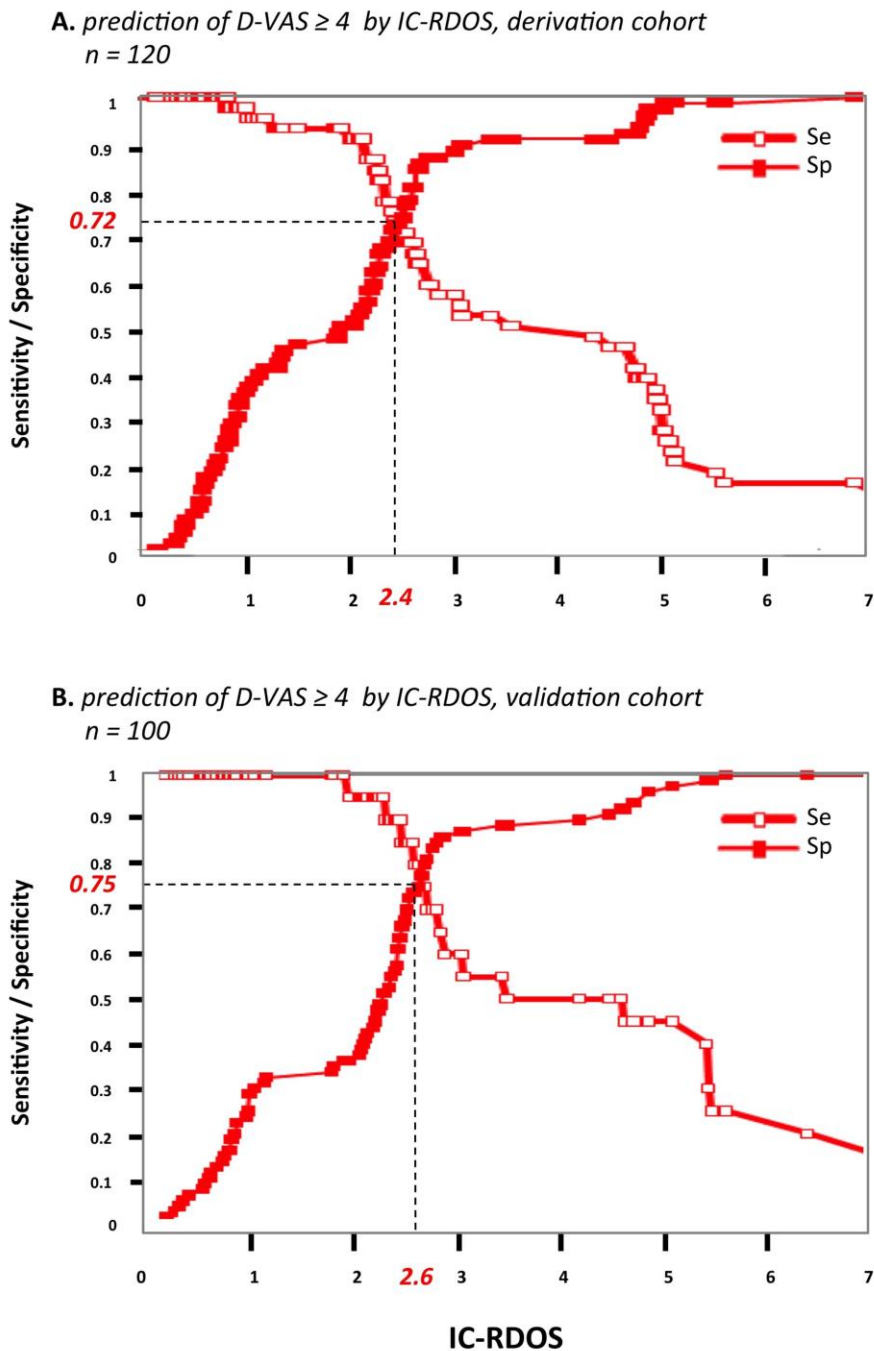 A. prediction of D-VAS ≥ 4 by IC-RDOS, derivation cohort
n = 120
1
0.9
0.8
0.72
0.7
0.6
0.5
0.4
0.3
0.2
0.1
0
Sensitivity / Specificity
Se
Sp
0 1 2 2.4 3 4 5 6 7
B. prediction of D-VAS ≥ 4 by IC-RDOS, validation cohort
n = 100
1
0.9
0.8
0.75
0.7
0.6
0.5
0.4
0.3
0.2
0.1
0
Sensitivity / Specificity
Se
Sp
0 1 2 2.6 3 4 5 6 7
IC-RDOS